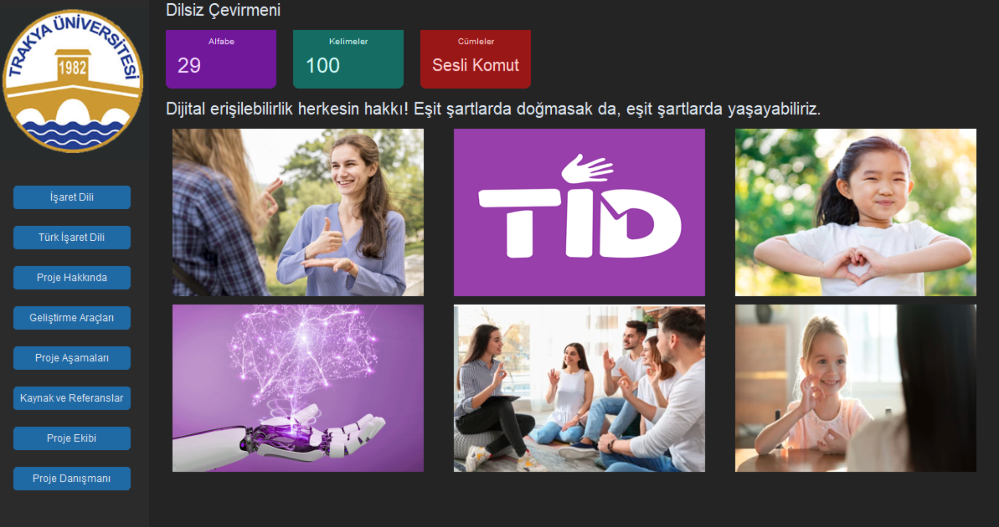 TRAKYA ÜNİVERSİTESİ
1982
İşaret Dili
Türk İşaret Dili
Proje Hakkında
Geliştirme Araçları
Proje Aşamaları
Kaynak ve Referanslar
Proje Ekibi
Proje Danışmanı
Dilsiz Çevirmeni
Alfabe
29
Kelimeler
100
Cümleler
Sesli Komut
Dijital erişilebilirlik herkesin hakkı! Eşit şartlarda doğmasak da, eşit şartlarda yaşayabiliriz.
TİD